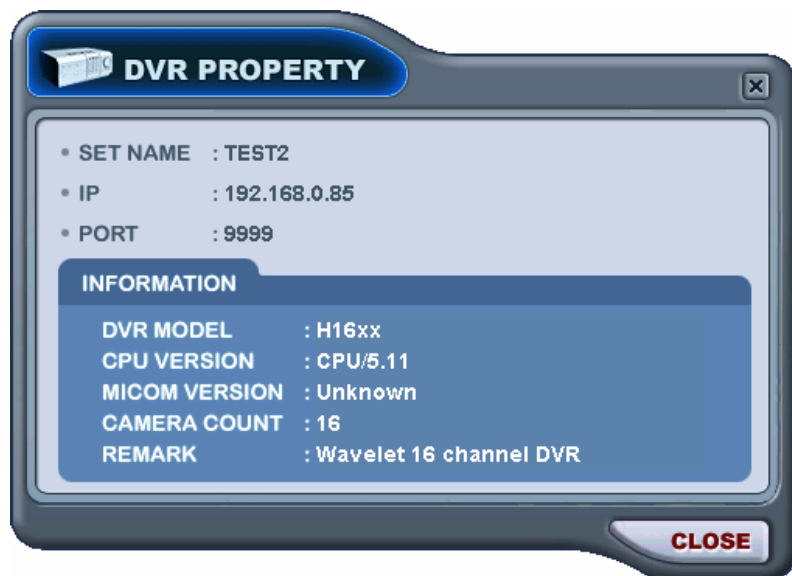 DVR PROPERTY
• SET NAME : TEST2
• IP : 192.168.0.85
• PORT : 9999
INFORMATION
DVR MODEL : H16xx
CPU VERSION : CPU/5.11
MICOM VERSION : Unknown
CAMERA COUNT : 16
REMARK : Wavelet 16 channel DVR
CLOSE